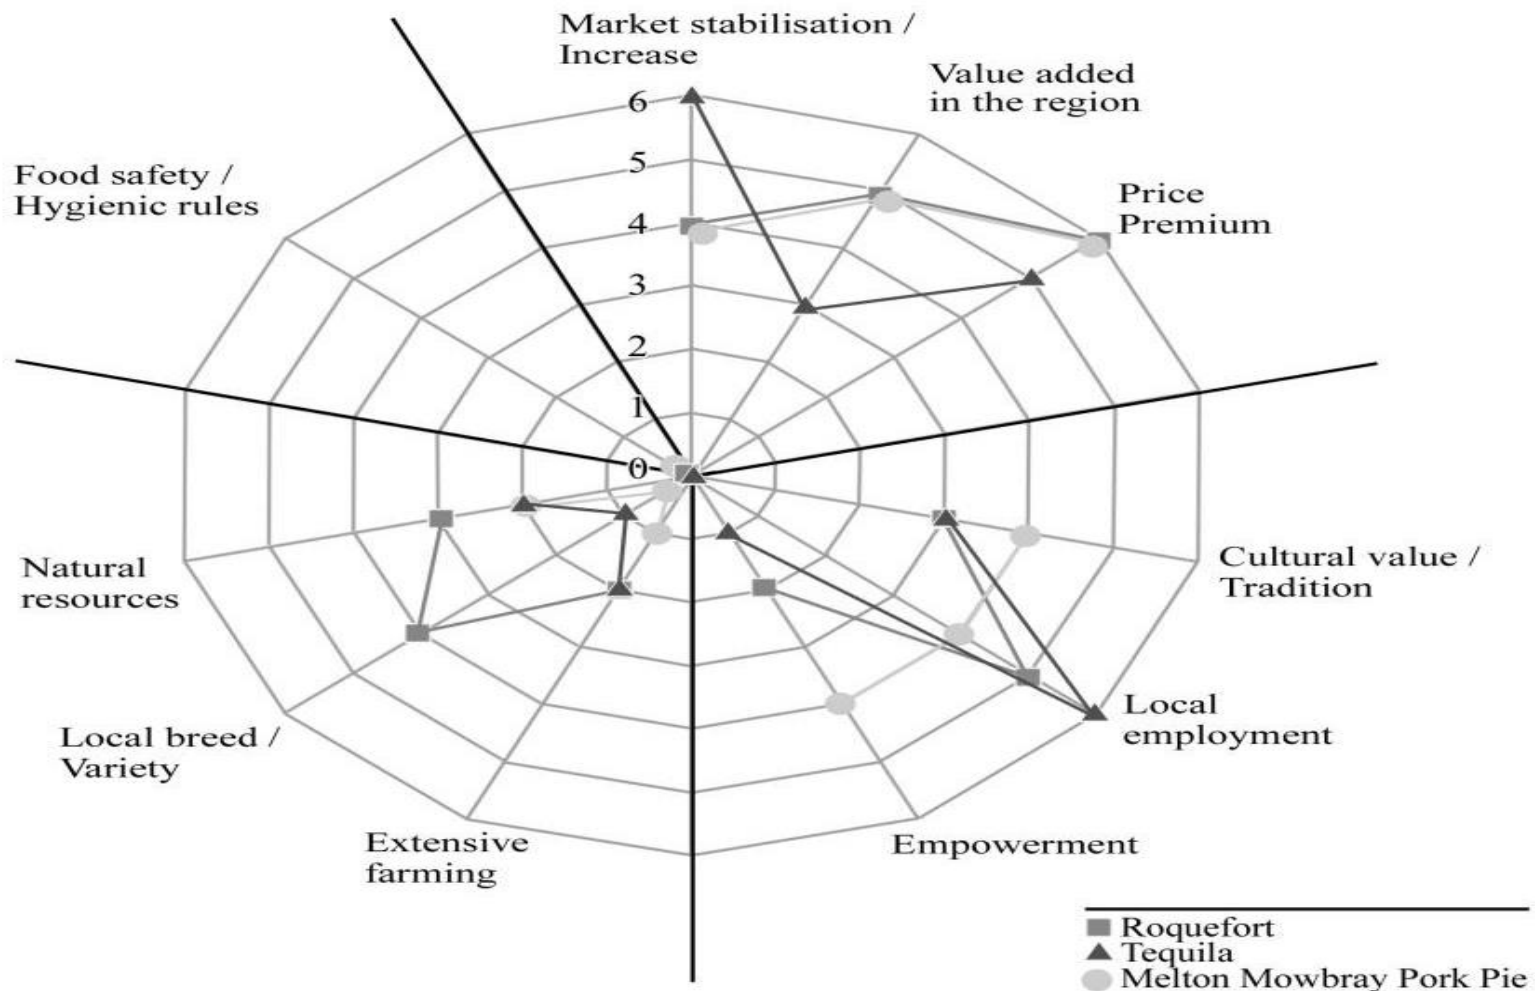 Market stabilisation /
Increase
Value added
in the region
Price
Premium
Food safety /
Hygienic rules
6
5
4
3
2
1
0
Cultural value /
Tradition
Natural
resources
Local
employment
Local breed /
Variety
Extensive
farming
Empowerment
Roquefort
Tequila
Melton Mowbray Pork Pie